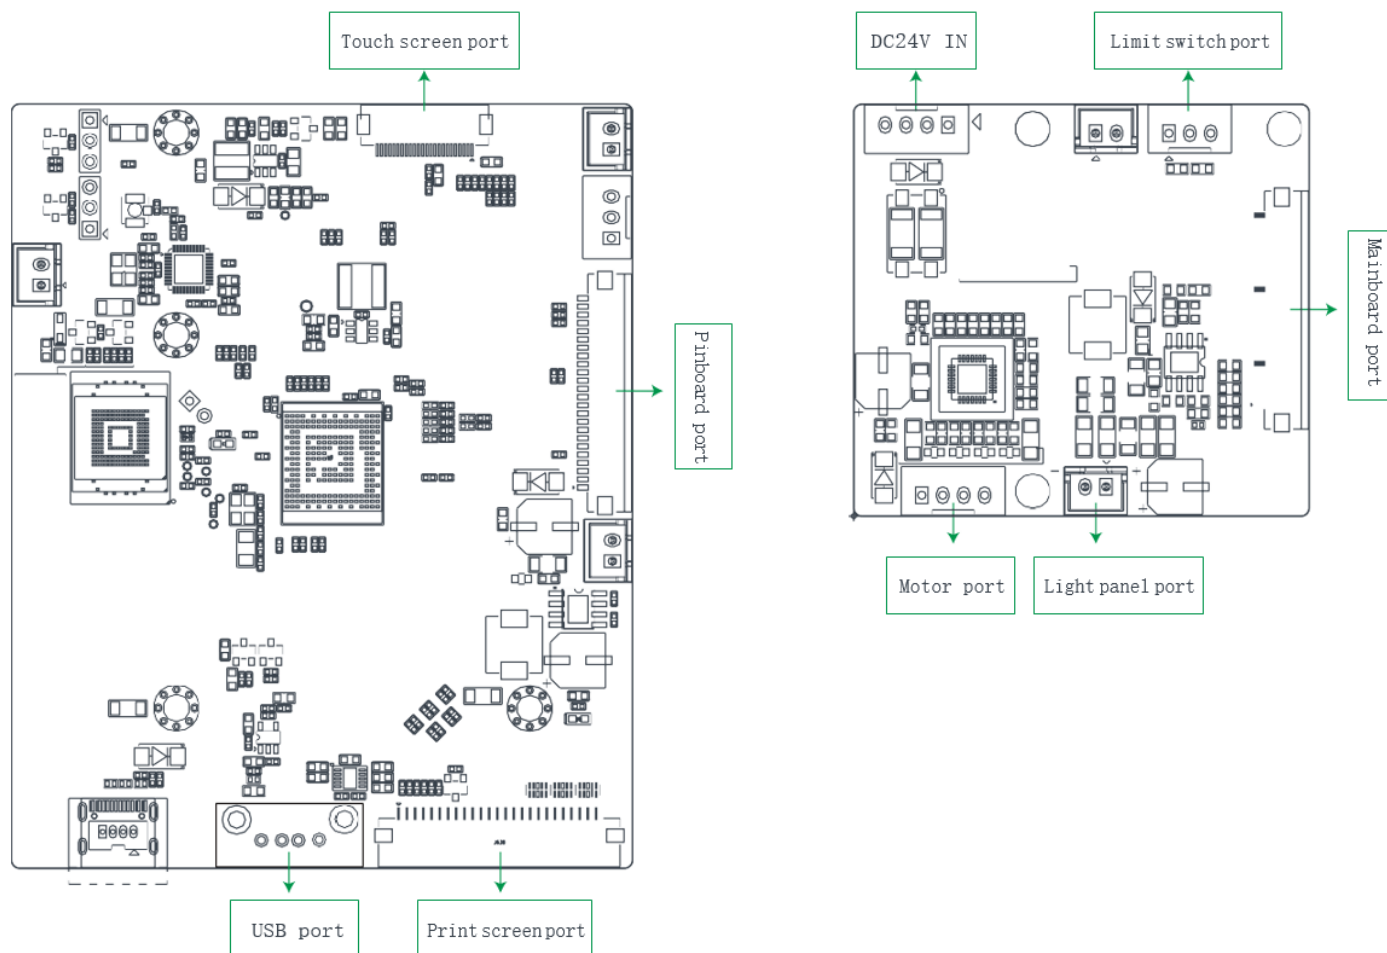 Touch screen port
DC24V IN
Limit switch port
Pinboard port
Mainboard port
Motor port
Light panel port
USB port
Print screen port